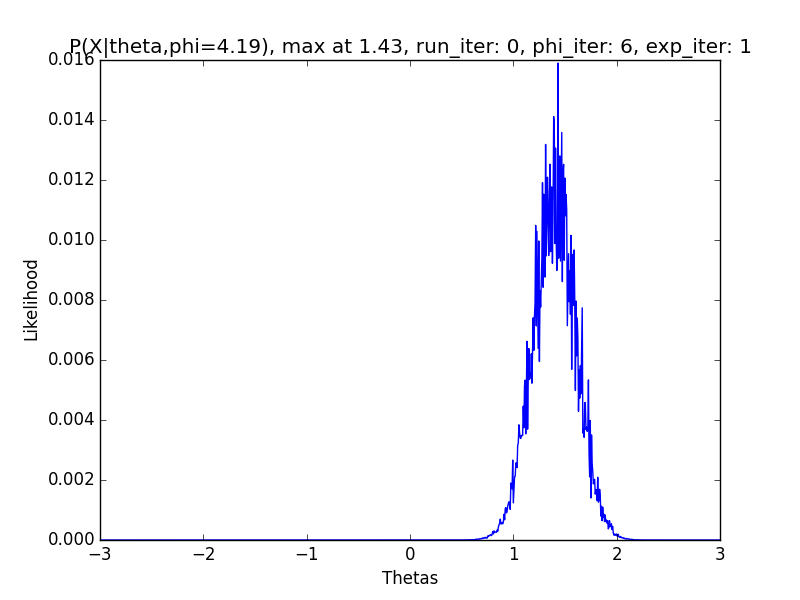 P(X|theta,phi=4.19), max at 1.43, run_iter: 0, phi_iter: 6, exp_iter: 1
0.016
0.014
0.012
0.010
0.008
0.006
0.004
0.002
0.000
Likelihood
−3 −2 −1 0 1 2 3
Thetas